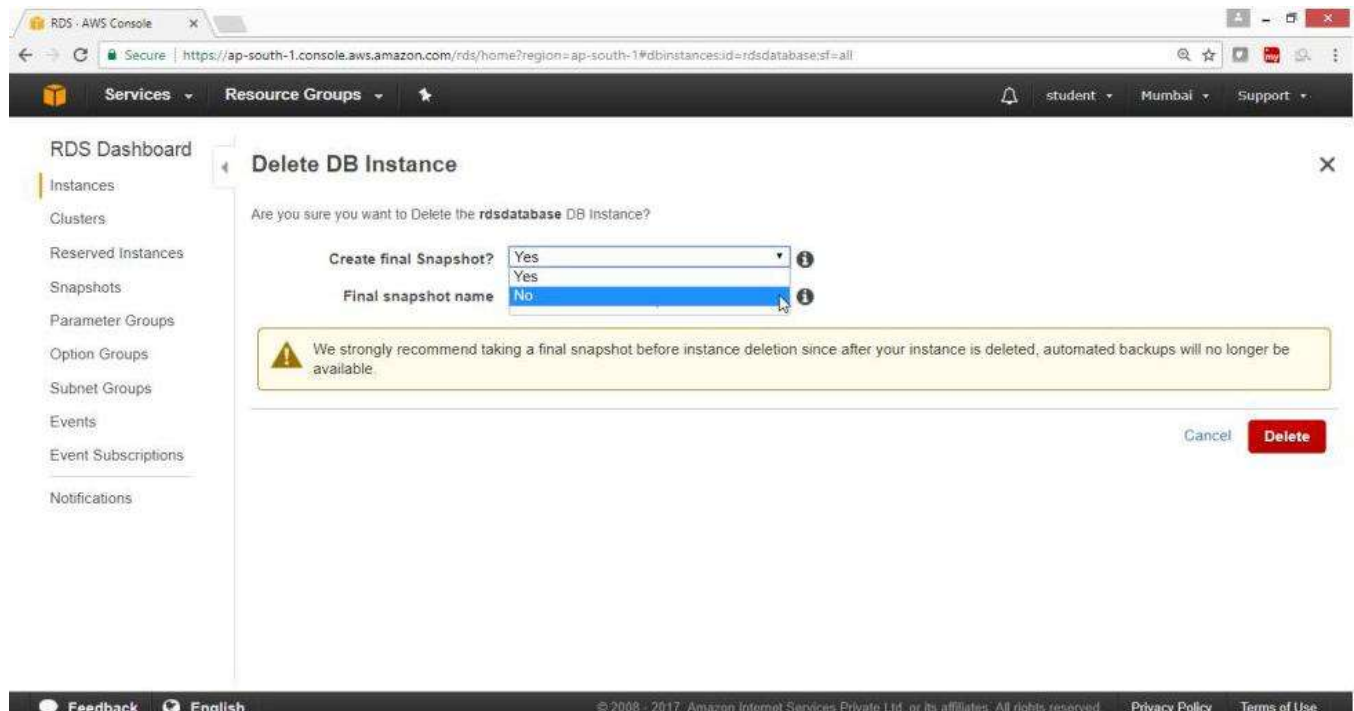 RDS - AWS Console
Secure https://ap-south-1.console.aws.amazon.com/rds/home?region=ap-south-1#dbinstances:id=rdsdatabase;sf=all
Services Resource Groups student Mumbai Support
RDS Dashboard
Instances
Clusters
Reserved Instances
Snapshots
Parameter Groups
Option Groups
Subnet Groups
Events
Event Subscriptions
Notifications
Delete DB Instance
Are you sure you want to Delete the rdsdatabase DB Instance?
Create final Snapshot? Yes
Yes
Final snapshot name No
We strongly recommend taking a final snapshot before instance deletion since after your instance is deleted, automated backups will no longer be
available.
Cancel Delete
Feedback English © 2008 - 2017, Amazon Internet Services Private Ltd. or its affiliates. All rights reserved. Privacy Policy Terms of Use